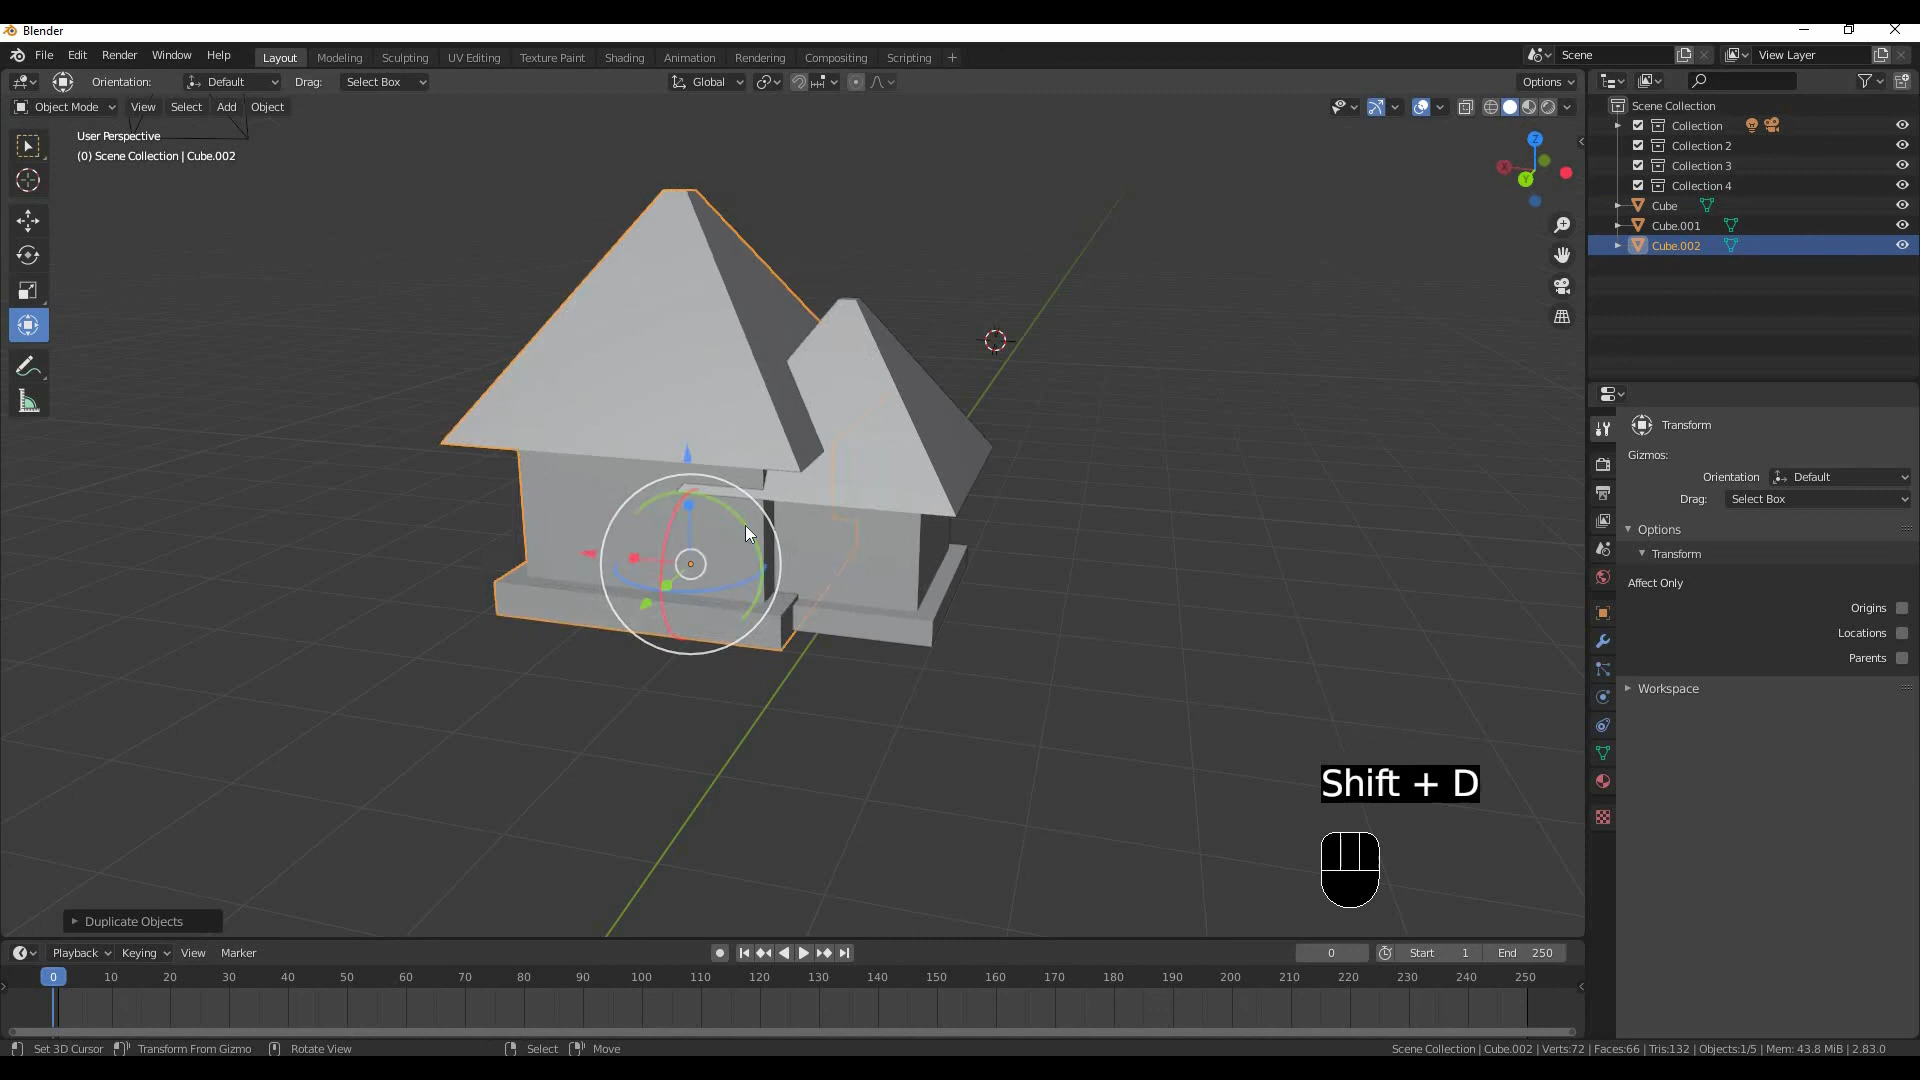 Blender
File Edit Render Window Help Layout Modeling Sculpting UV Editing Texture Paint Shading Animation Rendering Compositing Scripting + Scene View Layer
Orientation: Default Drag: Select Box Global Options
Object Mode View Select Add Object
User Perspective
(0) Scene Collection | Cube.002
Z
X
Y
Scene Collection
Collection
Collection 2
Collection 3
Collection 4
Cube
Cube.001
Cube.002
Transform
Gizmos:
Orientation Default
Drag: Select Box
Options
Transform
Affect Only
Origins
Locations
Parents
Workspace
Shift + D
Duplicate Objects
Playback Keying View Marker 0 Start 1 End 250
0 10 20 30 40 50 60 70 80 90 100 110 120 130 140 150 160 170 180 190 200 210 220 230 240 250
Set 3D Cursor Transform From Gizmo Rotate View Select Move Scene Collection | Cube.002 | Verts:72 | Faces:66 | Tris:132 | Objects:1/5 | Mem: 43.8 MiB | 2.83.0